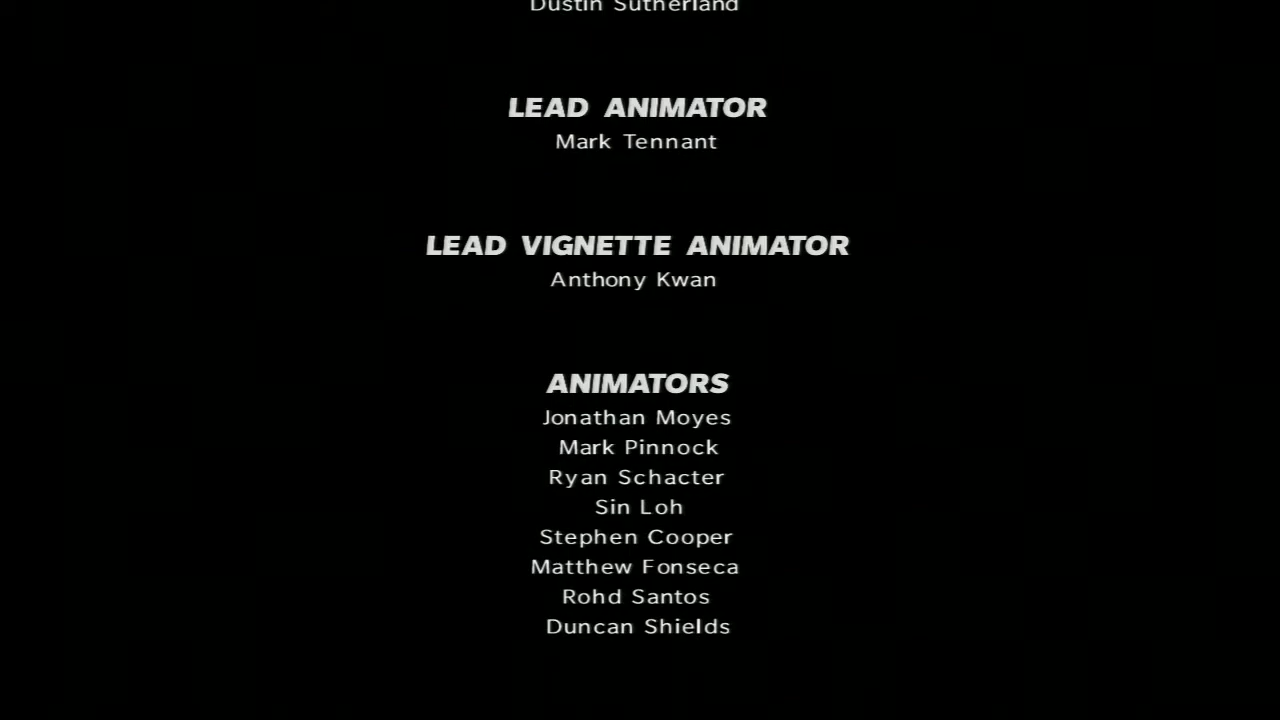 Dustin Sutherland
LEAD ANIMATOR
Mark Tennant
LEAD VIGNETTE ANIMATOR
Anthony Kwan
ANIMATORS
Jonathan Moyes
Mark Pinnock
Ryan Schacter
Sin Loh
Stephen Cooper
Matthew Fonseca
Rohd Santos
Duncan Shields